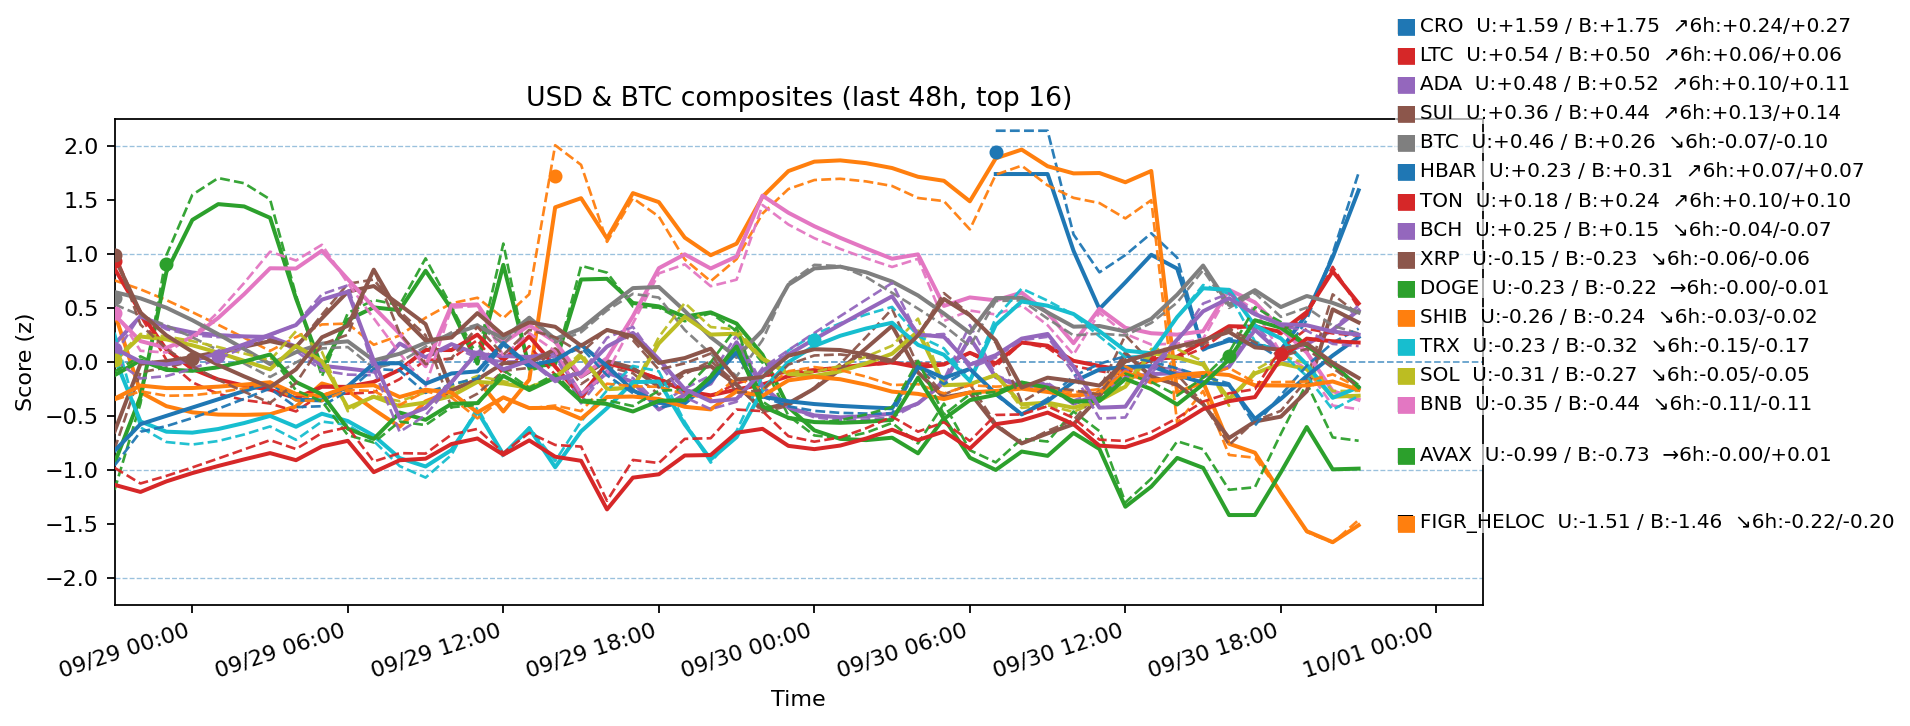 USD & BTC composites (last 48h, top 16)
CRO  U:+1.59 / B:+1.75  ↗6h:+0.24/+0.27
LTC  U:+0.54 / B:+0.50  ↗6h:+0.06/+0.06
ADA  U:+0.48 / B:+0.52  ↗6h:+0.10/+0.11
SUI  U:+0.36 / B:+0.44  ↗6h:+0.13/+0.14
BTC  U:+0.46 / B:+0.26  ↘6h:-0.07/-0.10
HBAR  U:+0.23 / B:+0.31  ↗6h:+0.07/+0.07
TON  U:+0.18 / B:+0.24  ↗6h:+0.10/+0.10
BCH  U:+0.25 / B:+0.15  ↘6h:-0.04/-0.07
XRP  U:-0.15 / B:-0.23  ↘6h:-0.06/-0.06
DOGE  U:-0.23 / B:-0.22  →6h:-0.00/-0.01
SHIB  U:-0.26 / B:-0.24  ↘6h:-0.03/-0.02
TRX  U:-0.23 / B:-0.32  ↘6h:-0.15/-0.17
SOL  U:-0.31 / B:-0.27  ↘6h:-0.05/-0.05
BNB  U:-0.35 / B:-0.44  ↘6h:-0.11/-0.11
AVAX  U:-0.99 / B:-0.73  →6h:-0.00/+0.01
FIGR_HELOC  U:-1.51 / B:-1.46  ↘6h:-0.22/-0.20
Score (z)
2.0
1.5
1.0
0.5
0.0
−0.5
−1.0
−1.5
−2.0
09/29 00:00
09/29 06:00
09/29 12:00
09/29 18:00
09/30 00:00
09/30 06:00
09/30 12:00
09/30 18:00
10/01 00:00
Time